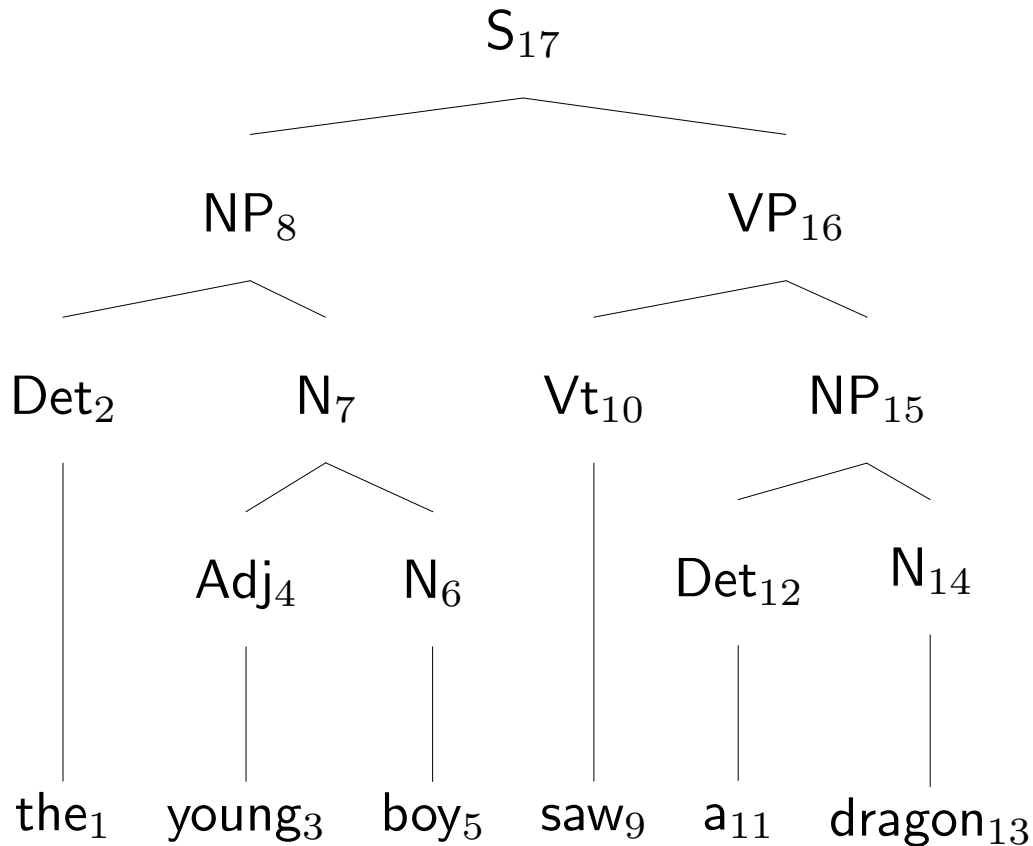 S₁₇
NP₈ VP₁₆
Det₂ N₇ Vt₁₀ NP₁₅
Adj₄ N₆ Det₁₂ N₁₄
the₁ young₃ boy₅ saw₉ a₁₁ dragon₁₃